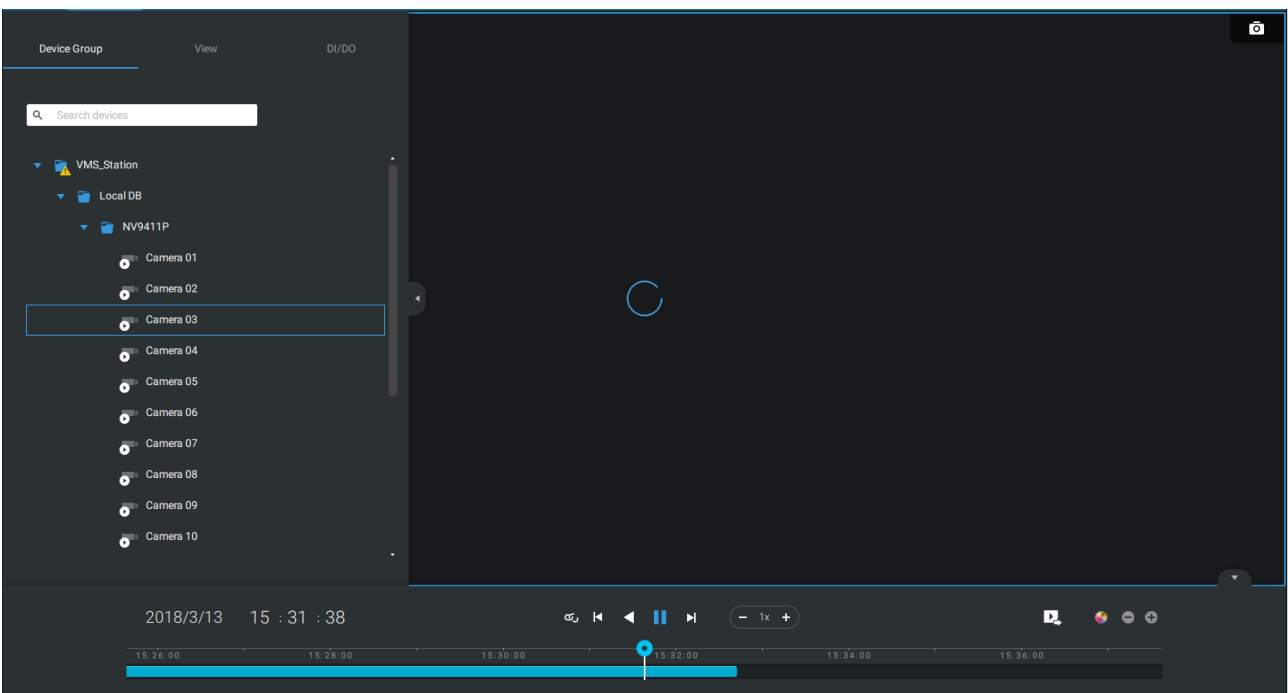 Device Group View DI/DO
Search devices
VMS_Station
Local DB
NV9411P
Camera 01
Camera 02
Camera 03
Camera 04
Camera 05
Camera 06
Camera 07
Camera 08
Camera 09
Camera 10
2018/3/13 15 : 31 : 38 1x
15:26:00 15:28:00 15:30:00 15:32:00 15:34:00 15:36:00